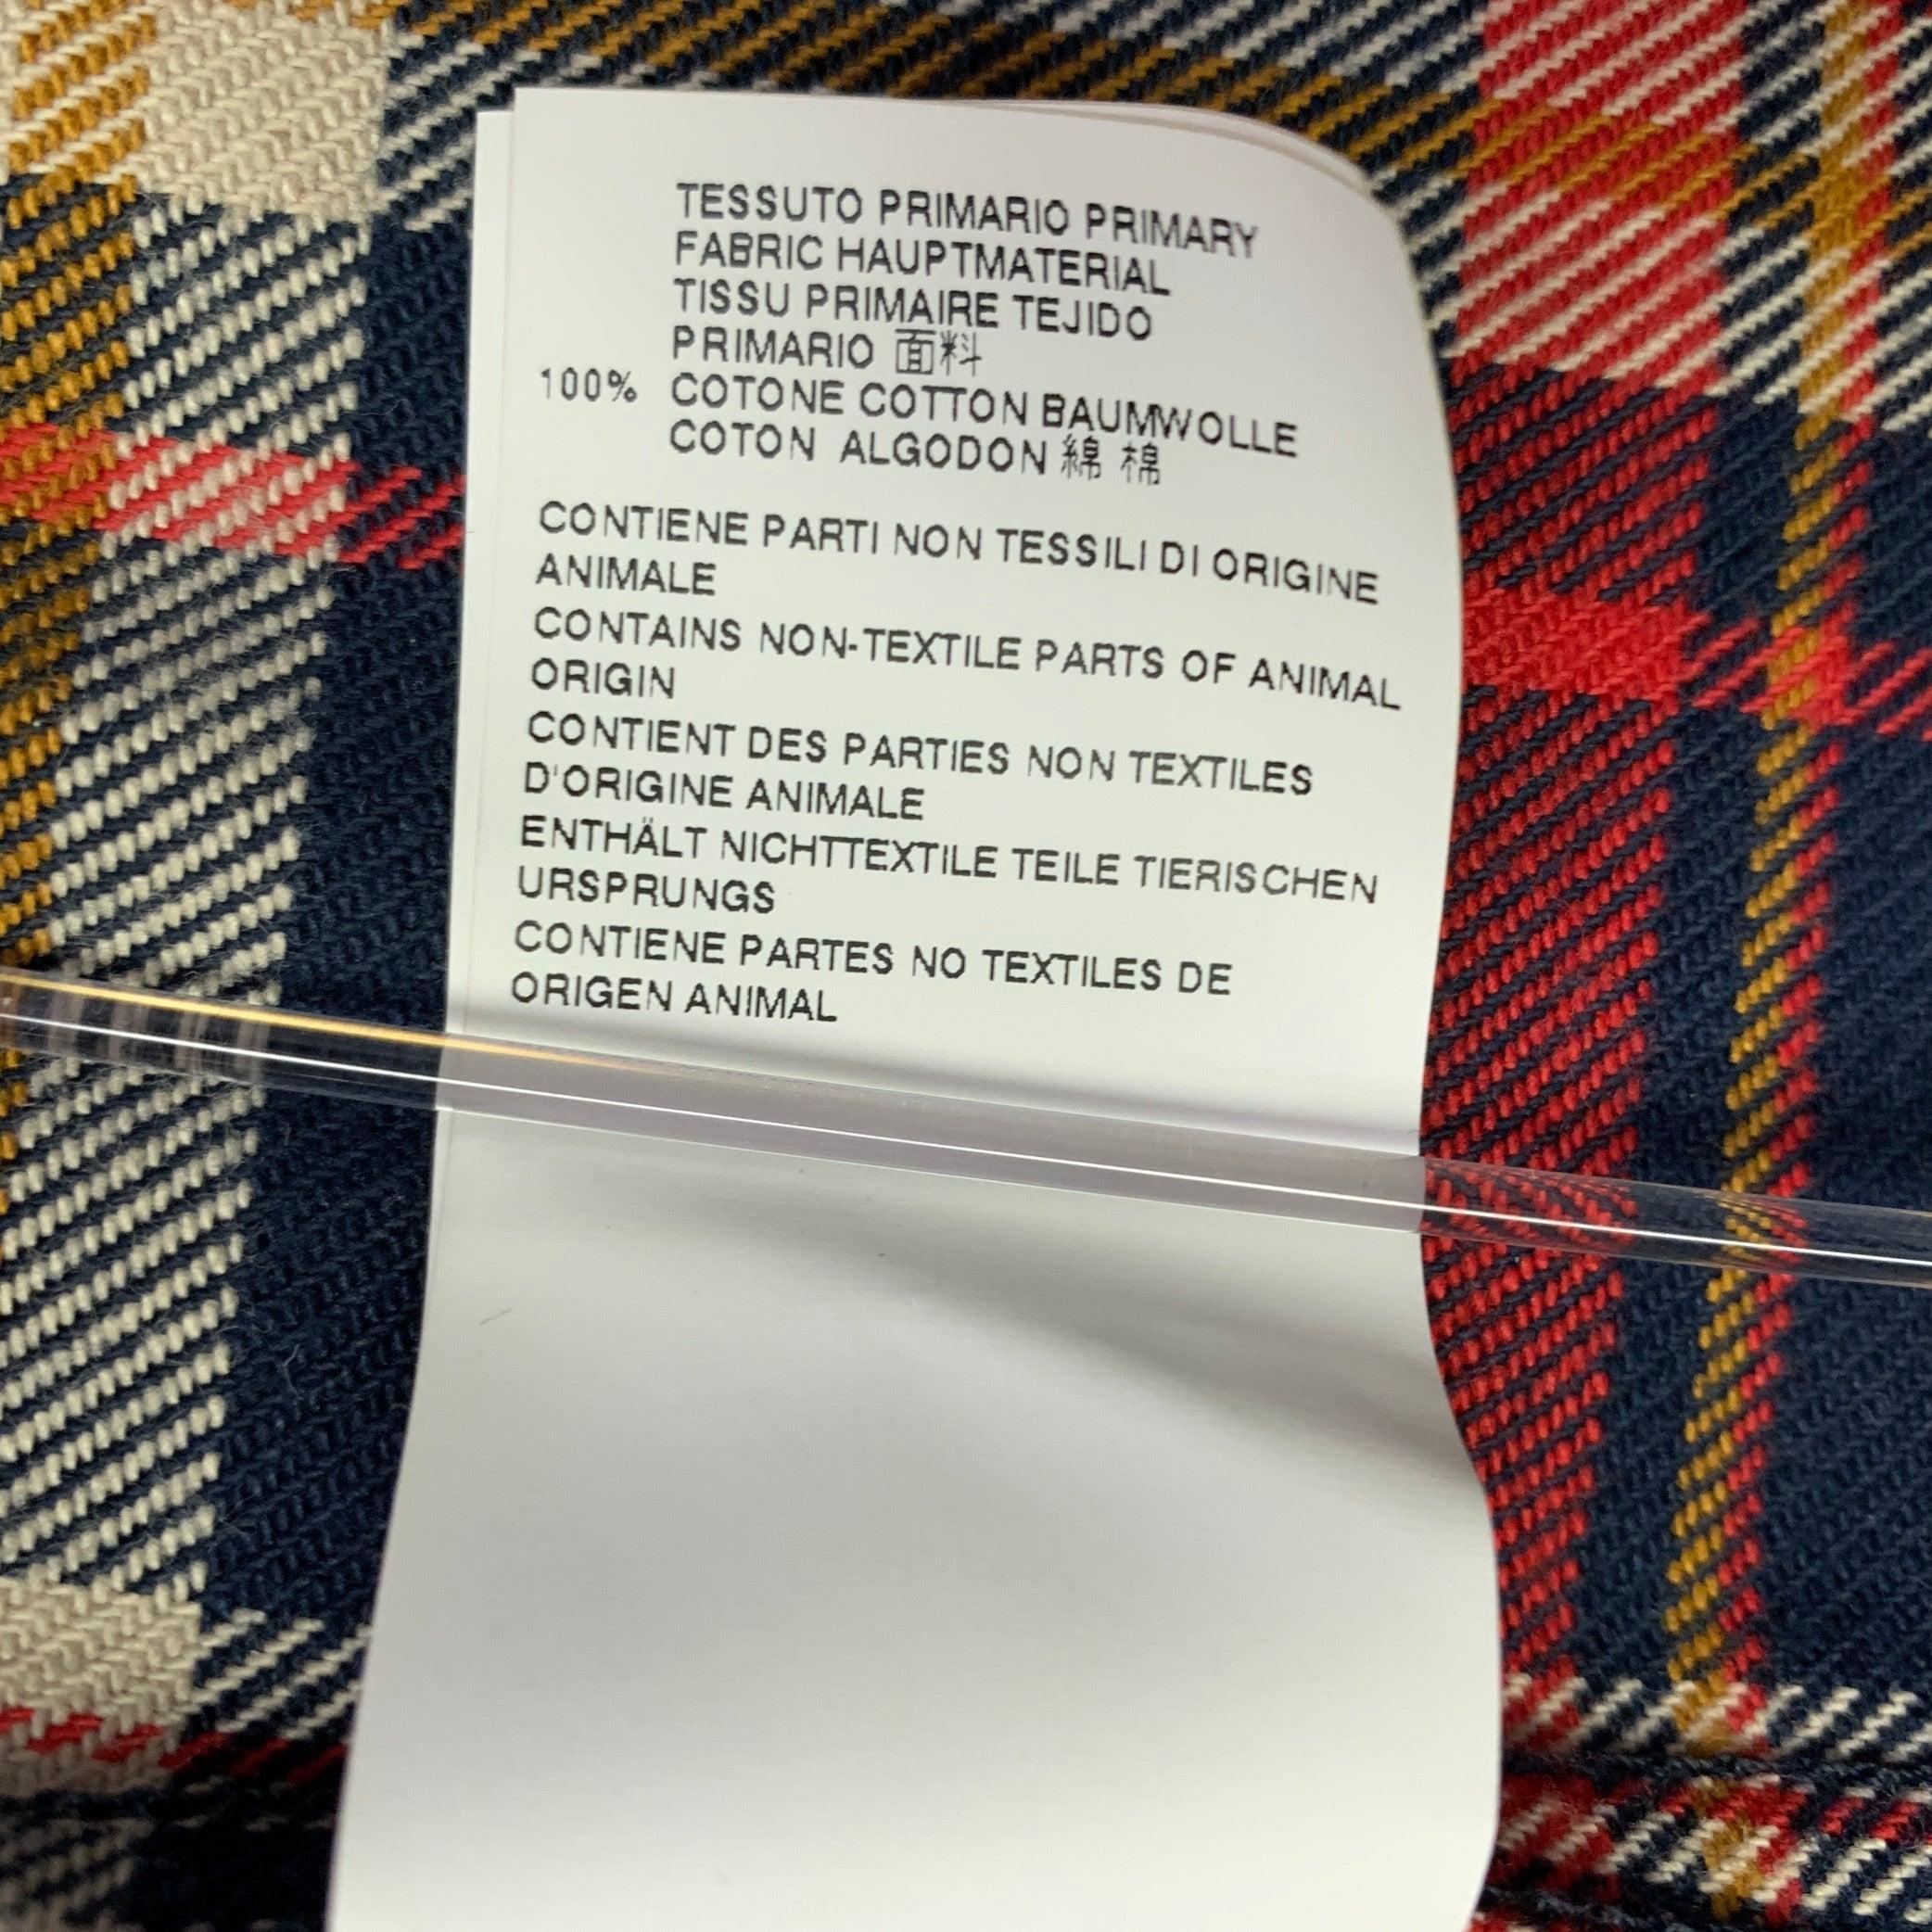 TESSUTO PRIMARIO PRIMARY
FABRIC HAUPTMATERIAL
TISSU PRIMAIRE TEJIDO
PRIMARIO 面料
100% COTONE COTTON BAUMWOLLE
COTON ALGODON 綿 棉
CONTIENE PARTI NON TESSILI DI ORIGINE
ANIMALE
CONTAINS NON-TEXTILE PARTS OF ANIMAL
ORIGIN
CONTIENT DES PARTIES NON TEXTILES
D'ORIGINE ANIMALE
ENTHÄLT NICHTTEXTILE TEILE TIERISCHEN
URSPRUNGS
CONTIENE PARTES NO TEXTILES DE
ORIGEN ANIMAL